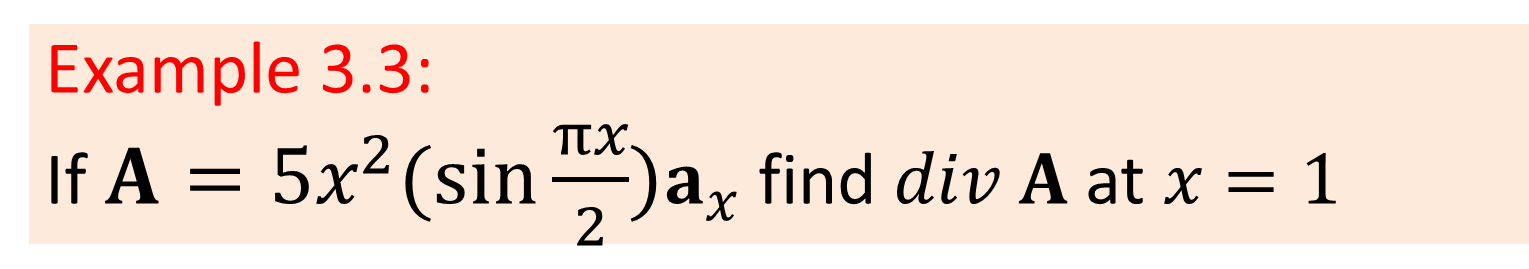 Example 3.3:
If 𝐀 = 5𝑥²(sin π𝑥/2)𝐚ₓ find 𝑑𝑖𝑣 𝐀 at 𝑥 = 1